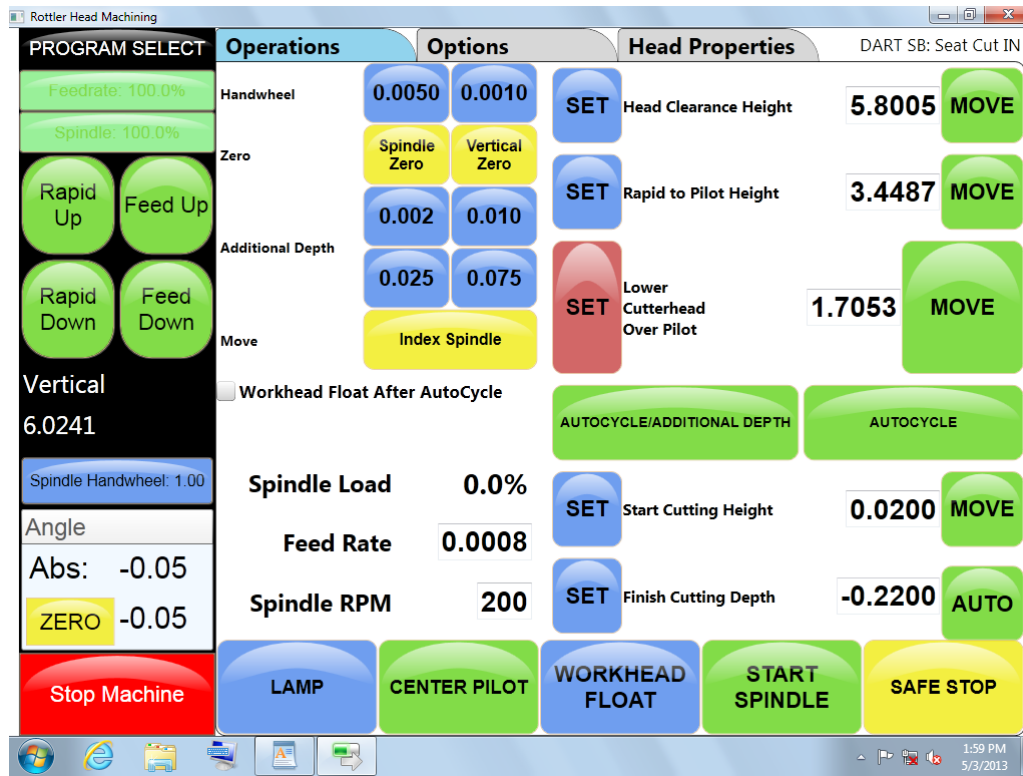 Rottler Head Machining
PROGRAM SELECT
Operations
Options
Head Properties
DART SB: Seat Cut IN
Feedrate: 100.0%
Spindle: 100.0%
Rapid
Up
Feed Up
Rapid
Down
Feed
Down
Vertical
6.0241
Spindle Handwheel: 1.00
Angle
Abs: -0.05
ZERO -0.05
Stop Machine
Handwheel
0.0050
0.0010
Zero
Spindle
Zero
Vertical
Zero
Additional Depth
0.002
0.010
0.025
0.075
Move
Index Spindle
Workhead Float After AutoCycle
Spindle Load 0.0%
Feed Rate 0.0008
Spindle RPM 200
SET Head Clearance Height 5.8005 MOVE
SET Rapid to Pilot Height 3.4487 MOVE
SET
Lower
Cutterhead
Over Pilot
1.7053 MOVE
AUTOCYCLE/ADDITIONAL DEPTH
AUTOCYCLE
SET Start Cutting Height 0.0200 MOVE
SET Finish Cutting Depth -0.2200 AUTO
LAMP
CENTER PILOT
WORKHEAD
FLOAT
START
SPINDLE
SAFE STOP
1:59 PM
5/3/2013